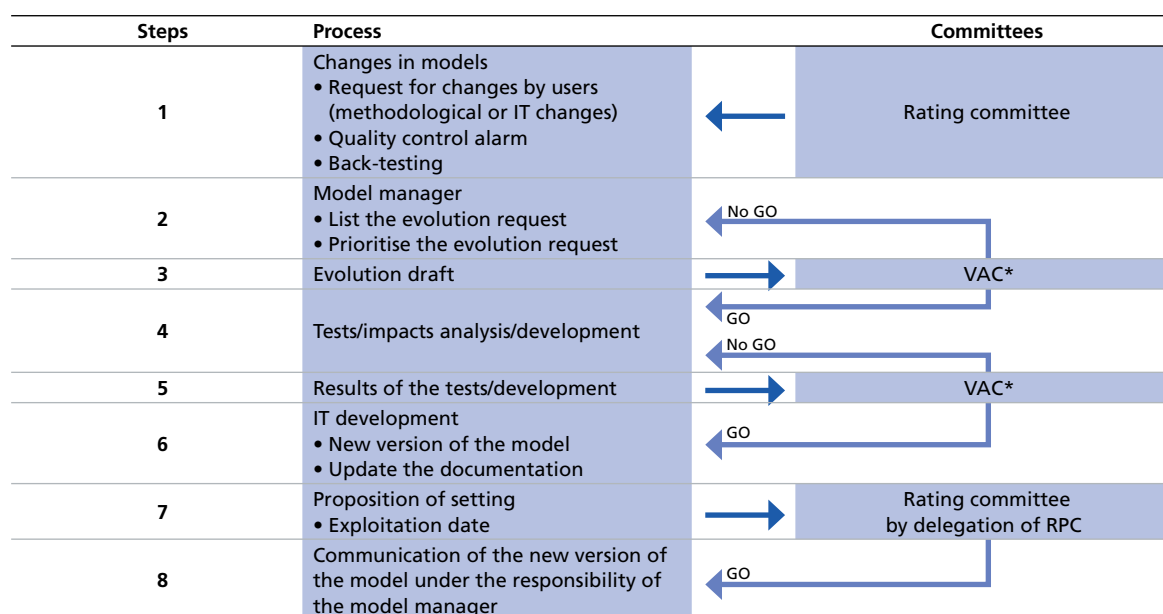 Steps Process Committees
1
Changes in models
• Request for changes by users
(methodological or IT changes)
• Quality control alarm
• Back-testing
Rating committee
2
Model manager
• List the evolution request
• Prioritise the evolution request
No GO
3 Evolution draft VAC*
4
Tests/impacts analysis/development
GO
No GO
5 Results of the tests/development VAC*
6
IT development
• New version of the model
• Update the documentation
GO
7
Proposition of setting
• Exploitation date
Rating committee
by delegation of RPC
8
Communication of the new version of
the model under the responsibility of
the model manager
GO